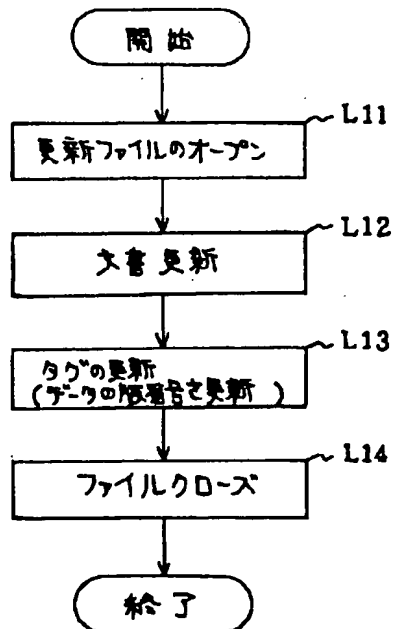 開始
L11
更新ファイルのオープン
L12
文書更新
L13
タグの更新
(データの版番号を更新)
L14
ファイルクローズ
終了